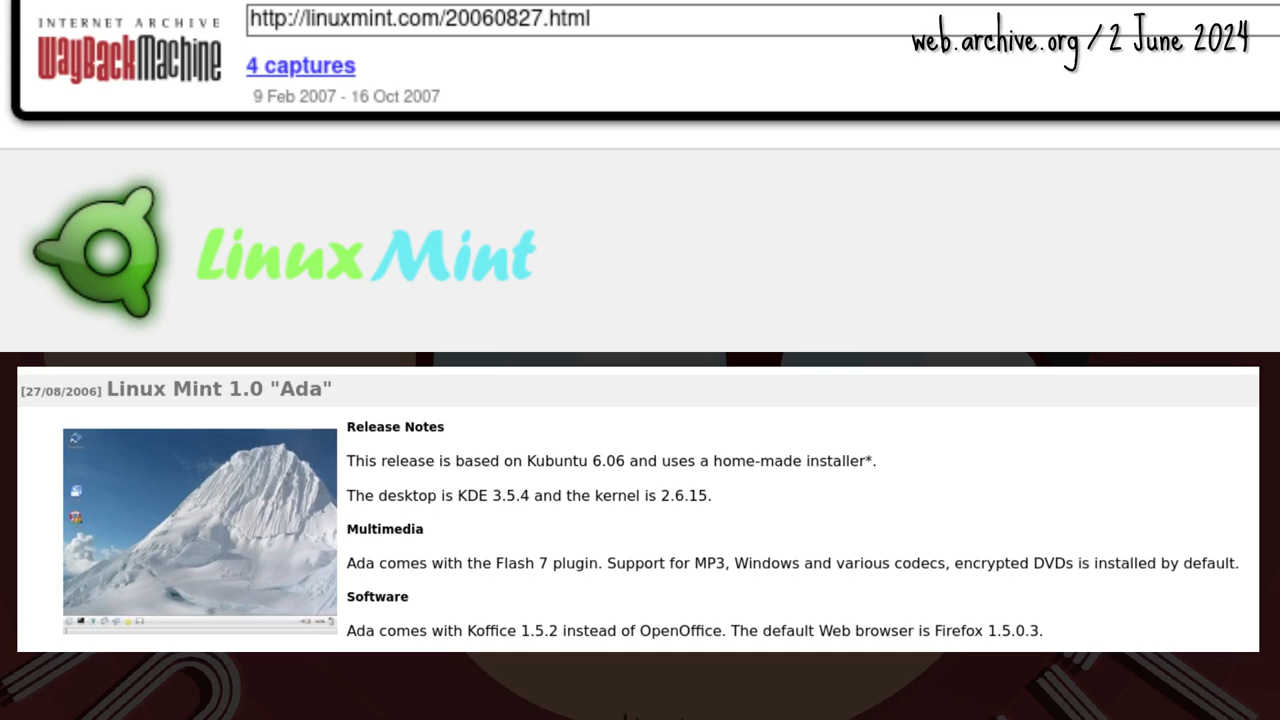 INTERNET ARCHIVE
WayBackMachine
http://linuxmint.com/20060827.html
4 captures
9 Feb 2007 - 16 Oct 2007
web.archive.org / 2 June 2024
Linux Mint
[27/08/2006] Linux Mint 1.0 "Ada"
Release Notes
This release is based on Kubuntu 6.06 and uses a home-made installer*.
The desktop is KDE 3.5.4 and the kernel is 2.6.15.
Multimedia
Ada comes with the Flash 7 plugin. Support for MP3, Windows and various codecs, encrypted DVDs is installed by default.
Software
Ada comes with Koffice 1.5.2 instead of OpenOffice. The default Web browser is Firefox 1.5.0.3.